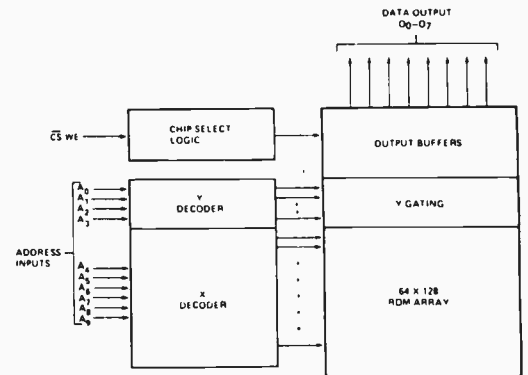 DATA OUTPUT
O0-O7
CHIP SELECT
LOGIC
C̅S̅ WE
OUTPUT BUFFERS
A0
A1
A2
A3
Y
DECODER
Y GATING
ADDRESS
INPUTS
A4
A5
A6
A7
A8
A9
X
DECODER
64 X 128
ROM ARRAY